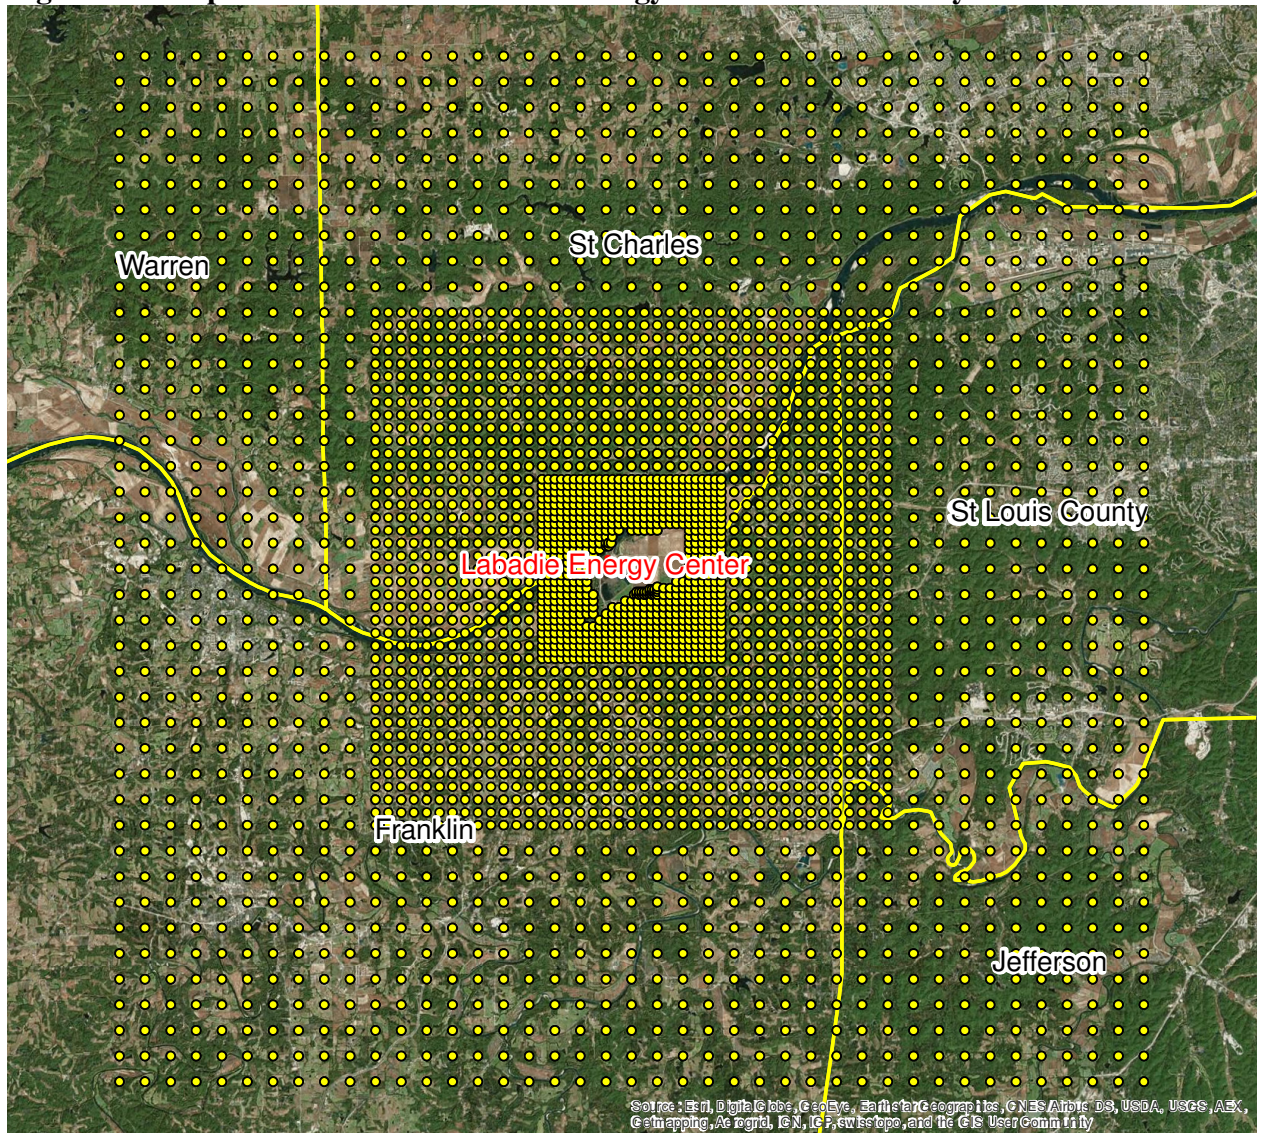 St Charles
Warren
St Louis County
Labadie Energy Center
Franklin
Jefferson
Source: Esri, DigitalGlobe, GeoEye, Earthstar Geographics, CNES/Airbus DS, USDA, USGS, AEX,
Getmapping, Aerogrid, IGN, IGP, swisstopo, and the GIS User Community